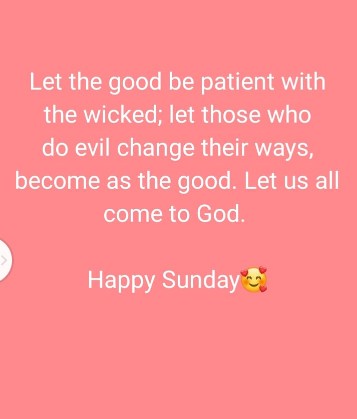 Let the good be patient with
the wicked; let those who
do evil change their ways,
become as the good. Let us all
come to God.
Happy Sunday🥰